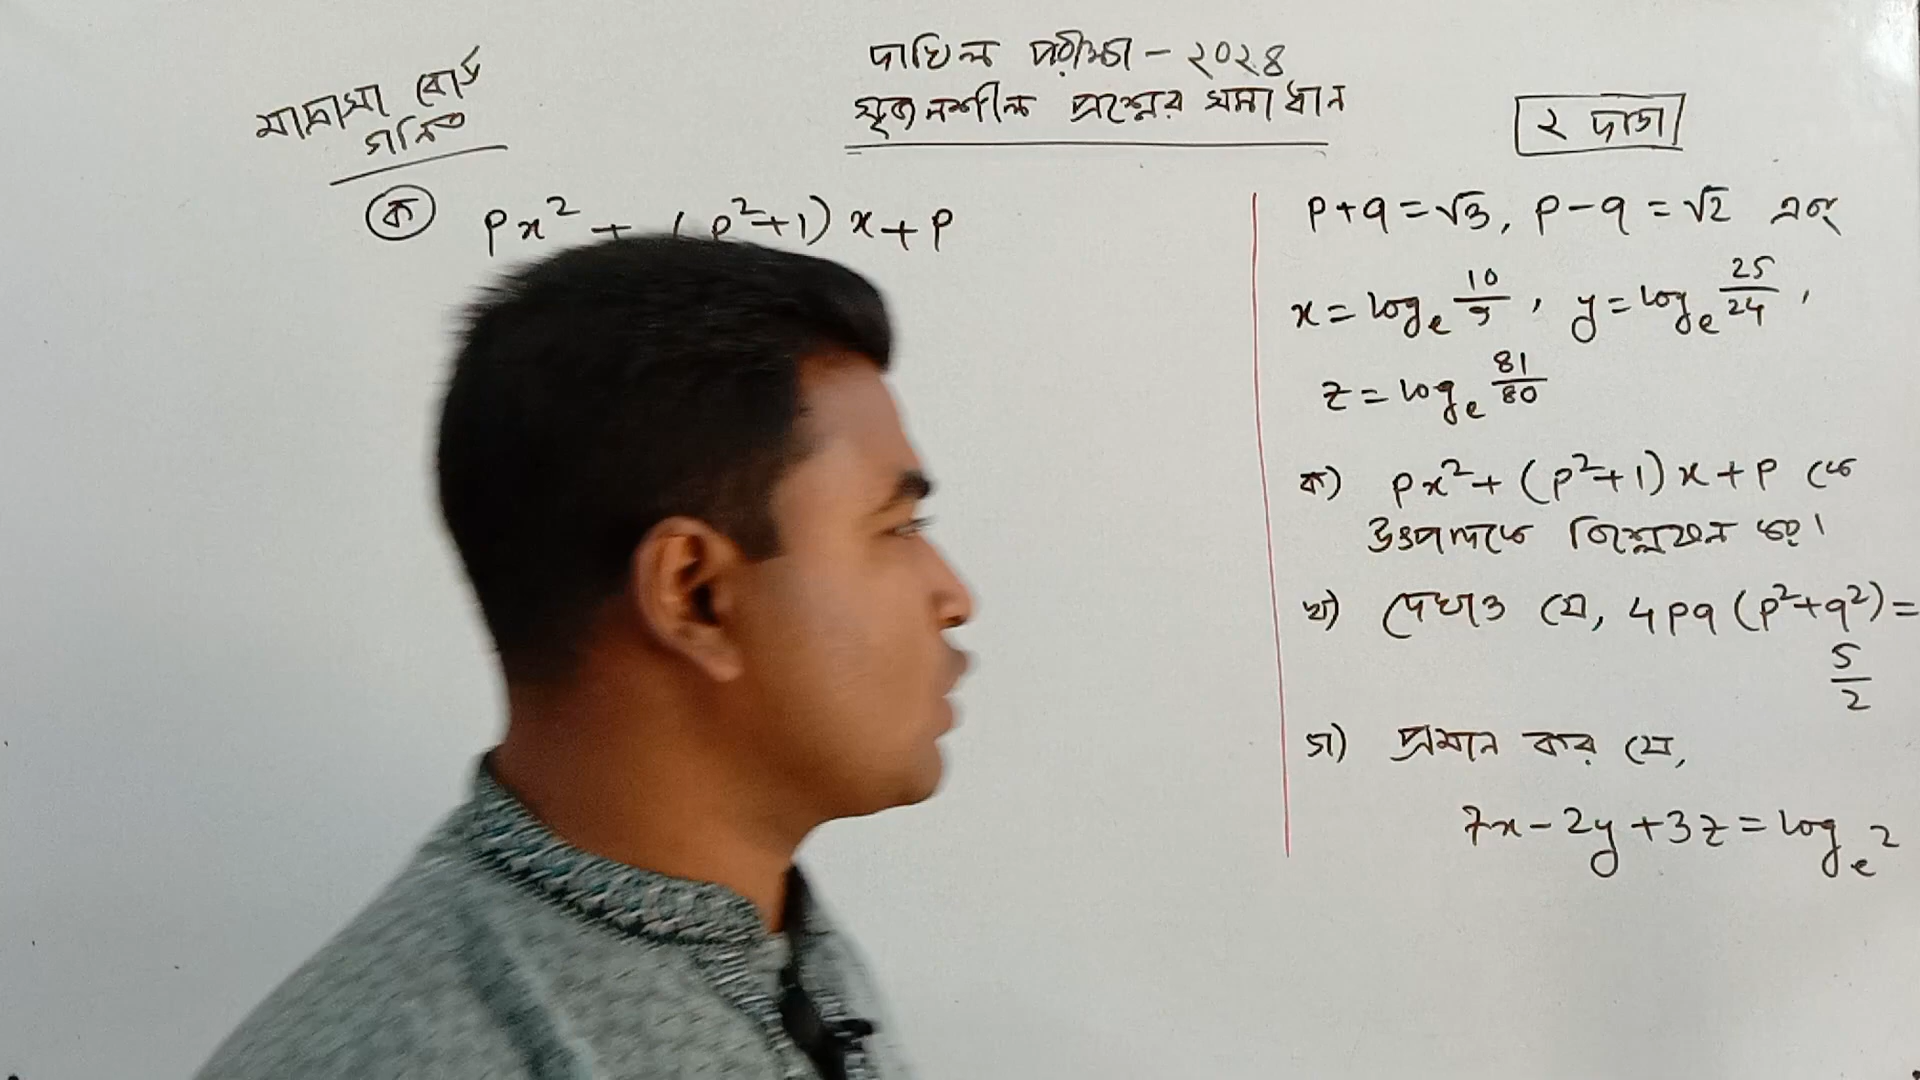 মাদ্রাসা বোর্ড
গনিত
দাখিল পরীক্ষা - ২০২৪
সৃজনশীল প্রশ্নের সমাধান
২ দাগ
ক px² + (p²+1) x + p
p+q = √3, p-q = √2 এবং
x = logₑ 10/9, y = logₑ 25/24,
z = logₑ 81/80
ক) px² + (p²+1) x + p কে
উৎপাদকে বিশ্লেষন কর।
খ) দেখাও যে, 4pq (p²+q²) =
5/2
গ) প্রমান কর যে,
7x - 2y + 3z = logₑ2